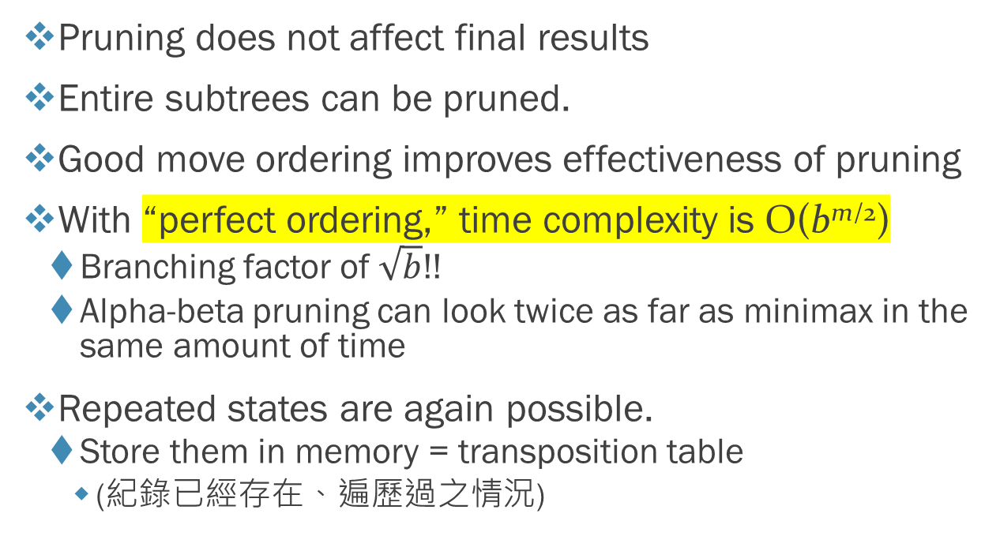 Pruning does not affect final results
Entire subtrees can be pruned.
Good move ordering improves effectiveness of pruning
With “perfect ordering,” time complexity is O(b^{m/2})
Branching factor of √b!!
Alpha-beta pruning can look twice as far as minimax in the
same amount of time
Repeated states are again possible.
Store them in memory = transposition table
(紀錄已經存在、遍歷過之情況)